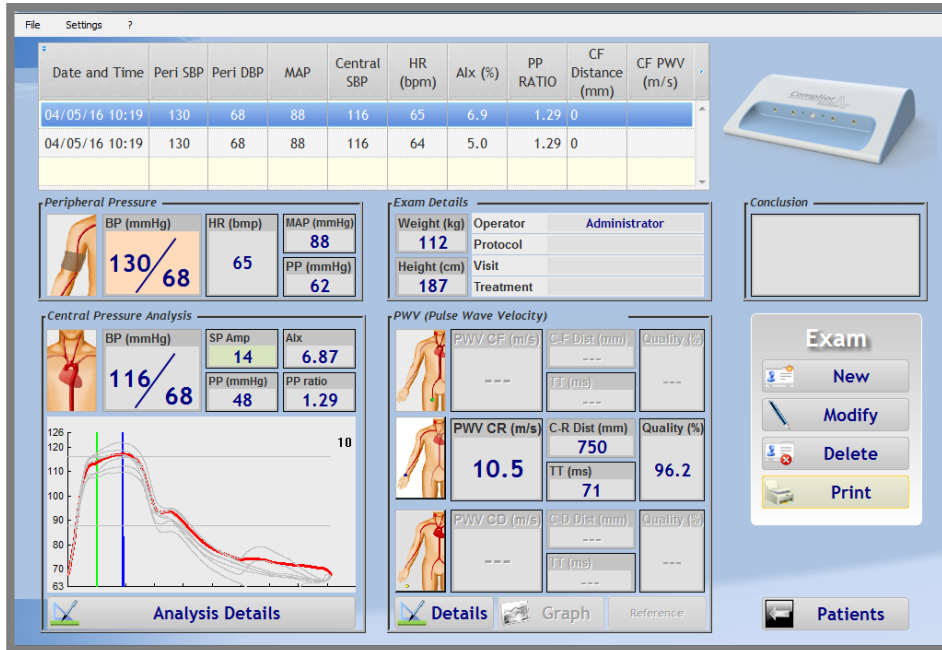 File Settings ?
Date and Time Peri SBP Peri DBP MAP Central SBP HR (bpm) AIx (%) PP RATIO CF Distance (mm) CF PWV (m/s)
04/05/16 10:19 130 68 88 116 65 6.9 1.29 0
04/05/16 10:19 130 68 88 116 64 5.0 1.29 0
Complior
Peripheral Pressure
BP (mmHg) HR (bmp) MAP (mmHg)
130/68 65 88
PP (mmHg)
62
Exam Details
Weight (kg) Operator Administrator
112 Protocol
Height (cm) Visit
187 Treatment
Conclusion
Central Pressure Analysis
BP (mmHg) SP Amp AIx
116/68 14 6.87
PP (mmHg) PP ratio
48 1.29
126
120
110
100
90
80
70
63
10
Analysis Details
PWV (Pulse Wave Velocity)
PWV CF (m/s) C-F Dist (mm) Quality (%)
--- --- ---
TT (ms)
---
PWV CR (m/s) C-R Dist (mm) Quality (%)
10.5 750 96.2
TT (ms)
71
PWV CD (m/s) C-D Dist (mm) Quality (%)
--- --- ---
TT (ms)
---
Details Graph Reference
Exam
New
Modify
Delete
Print
Patients